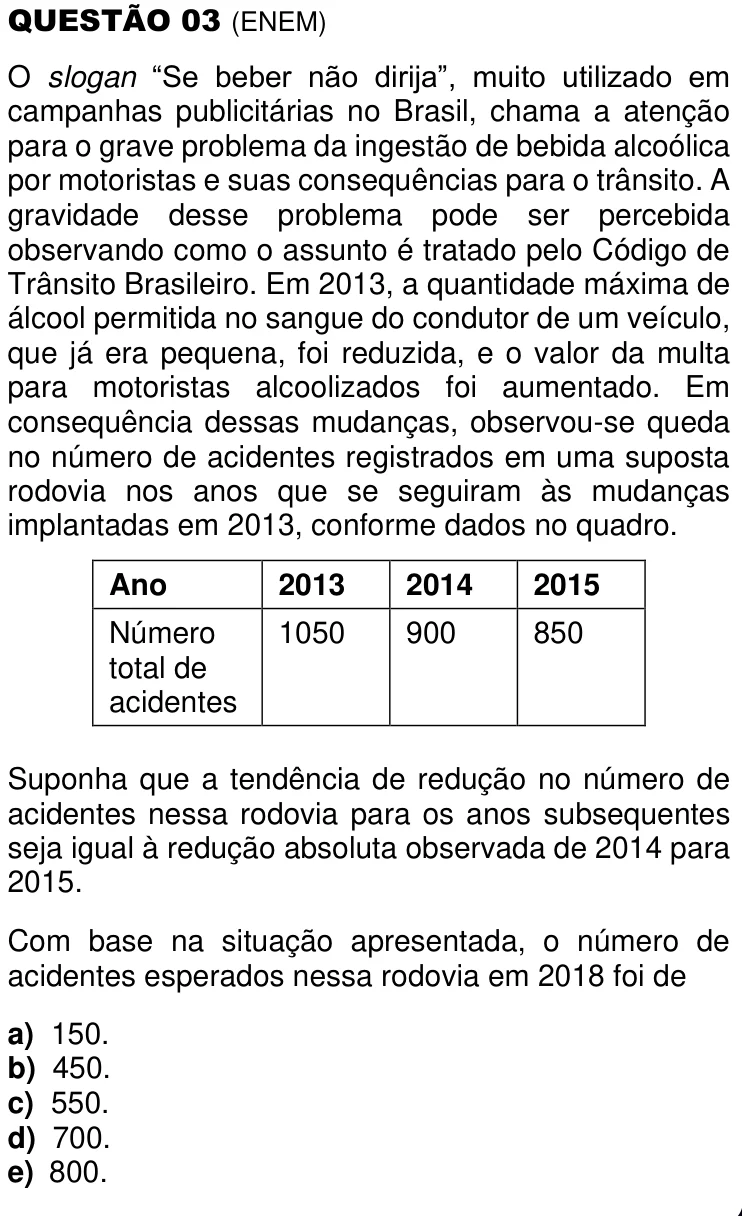 QUESTÃO 03 (ENEM)
O slogan “Se beber não dirija”, muito utilizado em
campanhas publicitárias no Brasil, chama a atenção
para o grave problema da ingestão de bebida alcoólica
por motoristas e suas consequências para o trânsito. A
gravidade desse problema pode ser percebida
observando como o assunto é tratado pelo Código de
Trânsito Brasileiro. Em 2013, a quantidade máxima de
álcool permitida no sangue do condutor de um veículo,
que já era pequena, foi reduzida, e o valor da multa
para motoristas alcoolizados foi aumentado. Em
consequência dessas mudanças, observou-se queda
no número de acidentes registrados em uma suposta
rodovia nos anos que se seguiram às mudanças
implantadas em 2013, conforme dados no quadro.
Ano 2013 2014 2015
Número 1050 900 850
total de
acidentes
Suponha que a tendência de redução no número de
acidentes nessa rodovia para os anos subsequentes
seja igual à redução absoluta observada de 2014 para
2015.
Com base na situação apresentada, o número de
acidentes esperados nessa rodovia em 2018 foi de
a) 150.
b) 450.
c) 550.
d) 700.
e) 800.